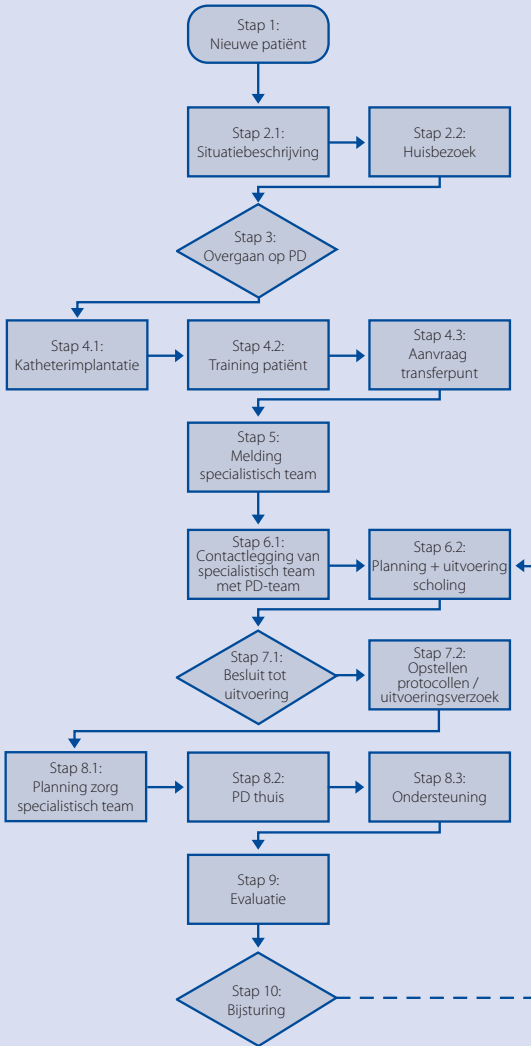 Stap 1:
Nieuwe patiënt
Stap 2.1:
Situatiebeschrijving
Stap 2.2:
Huisbezoek
Stap 3:
Overgaan op PD
Stap 4.1:
Katheterimplantatie
Stap 4.2:
Training patiënt
Stap 4.3:
Aanvraag
transferpunt
Stap 5:
Melding
specialistisch team
Stap 6.1:
Contactlegging van
specialistisch team
met PD-team
Stap 6.2:
Planning + uitvoering
scholing
Stap 7.1:
Besluit tot
uitvoering
Stap 7.2:
Opstellen
protocollen /
uitvoeringsverzoek
Stap 8.1:
Planning zorg
specialistisch team
Stap 8.2:
PD thuis
Stap 8.3:
Ondersteuning
Stap 9:
Evaluatie
Stap 10:
Bijsturing